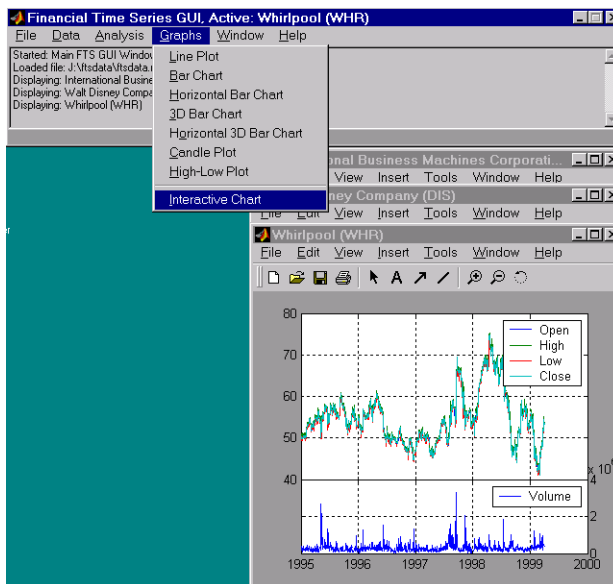 Financial Time Series GUI, Active: Whirlpool (WHR)
File Data Analysis Graphs Window Help
Started: Main FTS GUI Window
Loaded file: J:\ftsdata\ftsdata.
Displaying: International Busine
Displaying: Walt Disney Compa
Displaying: Whirlpool (WHR)
Line Plot
Bar Chart
Horizontal Bar Chart
3D Bar Chart
Horizontal 3D Bar Chart
Candle Plot
High-Low Plot
Interactive Chart
onal Business Machines Corporati...
View Insert Tools Window Help
ney Company (DIS)
File Edit View Insert Tools Window Help
Whirlpool (WHR)
File Edit View Insert Tools Window Help
A
80
70
60
50
40
Open
High
Low
Close
x 10
4
2
0
Volume
1995 1996 1997 1998 1999 2000